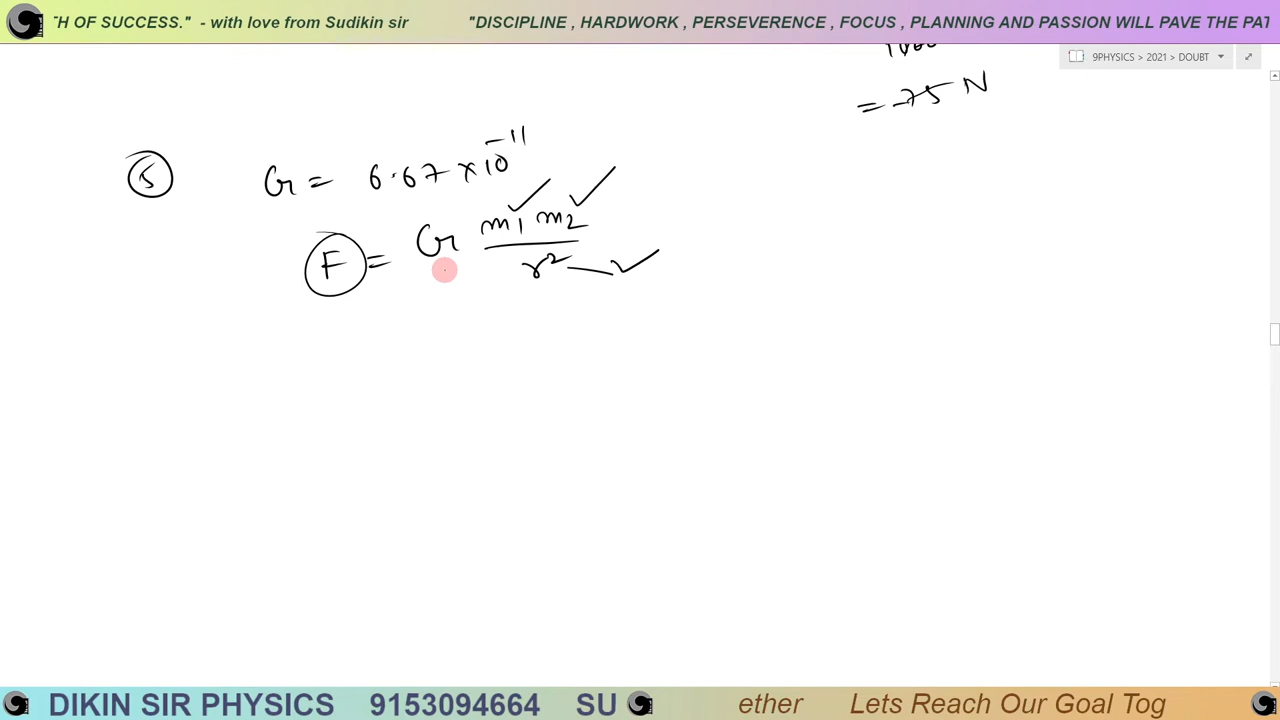 "H OF SUCCESS." - with love from Sudikin sir "DISCIPLINE , HARDWORK , PERSEVERENCE , FOCUS , PLANNING AND PASSION WILL PAVE THE PAT
9PHYSICS > 2021 > DOUBT
= 75 N
5 G = 6.67 × 10⁻¹¹
F = G m₁ m₂ / r²
DIKIN SIR PHYSICS 9153094664 SU ether Lets Reach Our Goal Tog